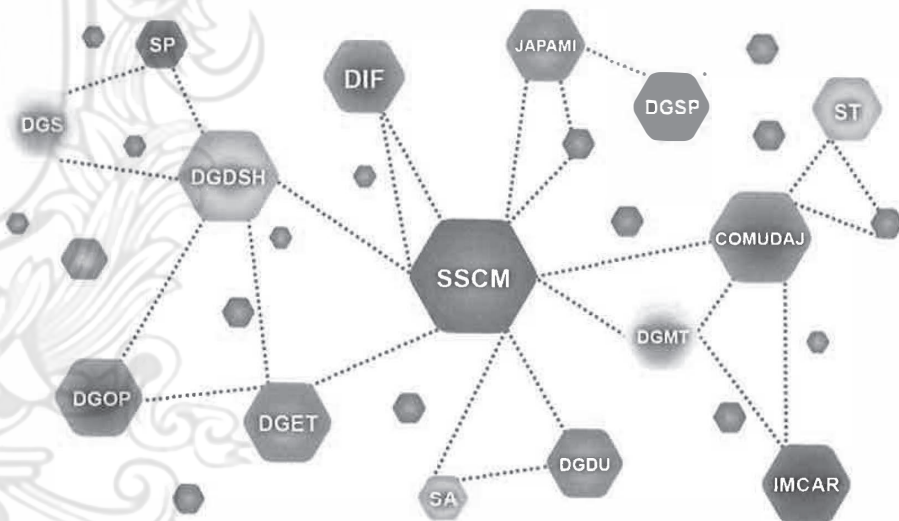 SP
JAPAMI
DIF
DGSP
ST
DGS
DGDSH
COMUDAJ
SSCM
DGMT
DGOP
DGET
DGDU
IMCAR
SA